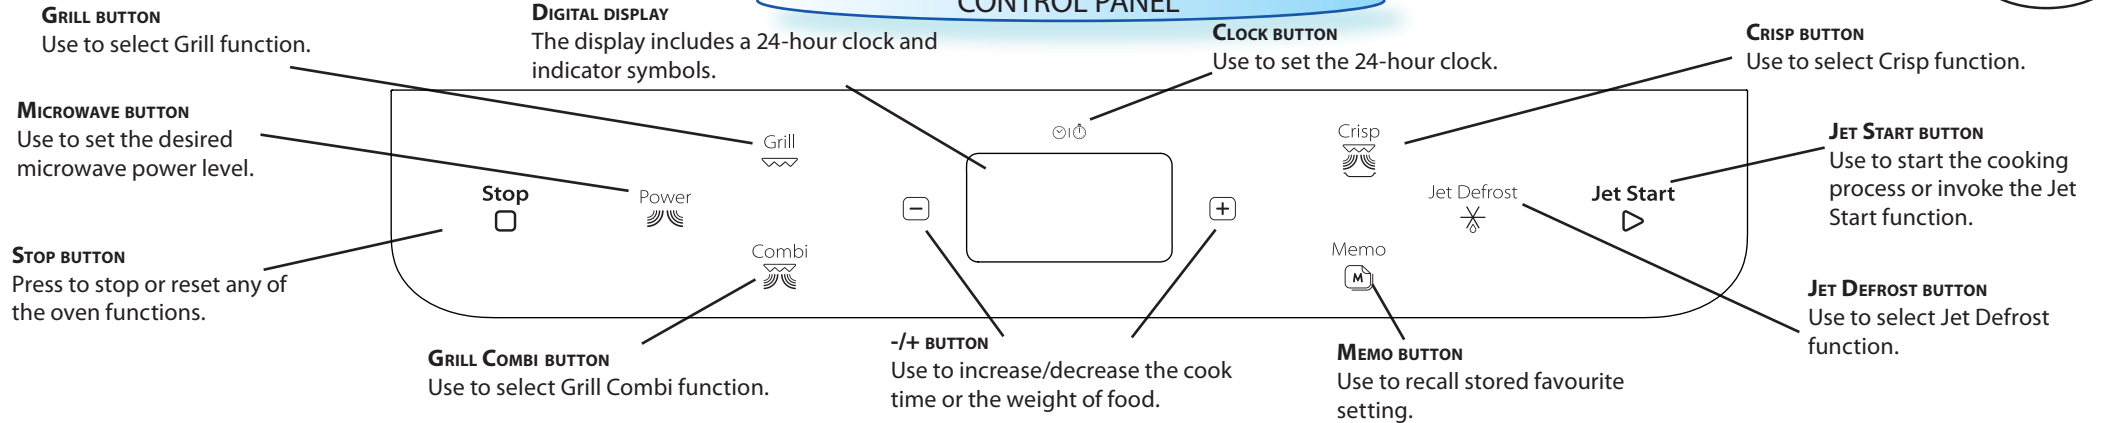 CONTROL PANEL
GRILL BUTTON
Use to select Grill function.
DIGITAL DISPLAY
The display includes a 24-hour clock and
indicator symbols.
CLOCK BUTTON
Use to set the 24-hour clock.
CRISP BUTTON
Use to select Crisp function.
MICROWAVE BUTTON
Use to set the desired
microwave power level.
JET START BUTTON
Use to start the cooking
process or invoke the Jet
Start function.
Grill
Crisp
Stop
Power
Jet Defrost
Jet Start
-
+
Combi
Memo
M
STOP BUTTON
Press to stop or reset any of
the oven functions.
JET DEFROST BUTTON
Use to select Jet Defrost
function.
GRILL COMBI BUTTON
Use to select Grill Combi function.
-/+ BUTTON
Use to increase/decrease the cook
time or the weight of food.
MEMO BUTTON
Use to recall stored favourite
setting.